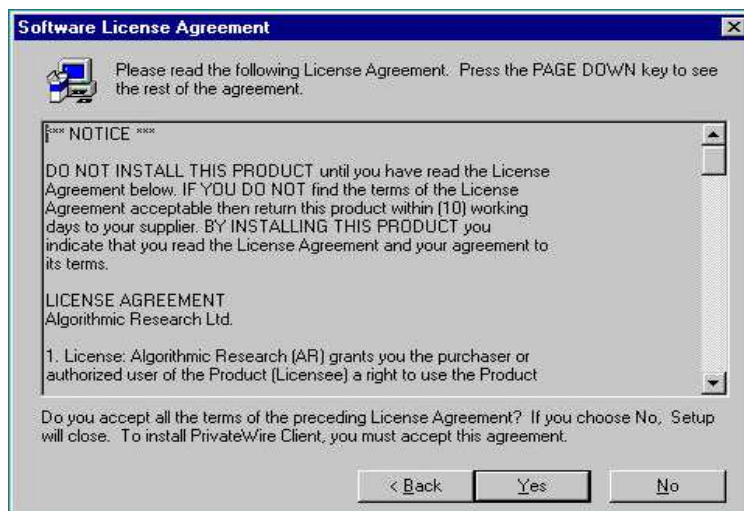 Software License Agreement
Please read the following License Agreement. Press the PAGE DOWN key to see
the rest of the agreement.
*** NOTICE ***
DO NOT INSTALL THIS PRODUCT until you have read the License
Agreement below. IF YOU DO NOT find the terms of the License
Agreement acceptable then return this product within (10) working
days to your supplier. BY INSTALLING THIS PRODUCT you
indicate that you read the License Agreement and your agreement to
its terms.
LICENSE AGREEMENT
Algorithmic Research Ltd.
1. License: Algorithmic Research (AR) grants you the purchaser or
authorized user of the Product (Licensee) a right to use the Product
Do you accept all the terms of the preceding License Agreement? If you choose No, Setup
will close. To install PrivateWire Client, you must accept this agreement.
< Back
Yes
No